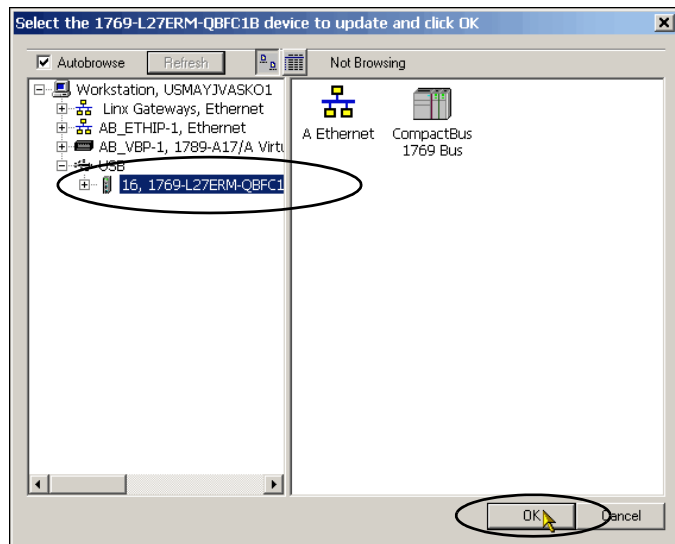 Select the 1769-L27ERM-QBFC1B device to update and click OK
Autobrowse Refresh Not Browsing
Workstation, USMAYJVASKO1
Linx Gateways, Ethernet
AB_ETHIP-1, Ethernet
AB_VBP-1, 1789-A17/A Virtu
USB
16, 1769-L27ERM-QBFC1
A Ethernet
CompactBus
1769 Bus
OK Cancel